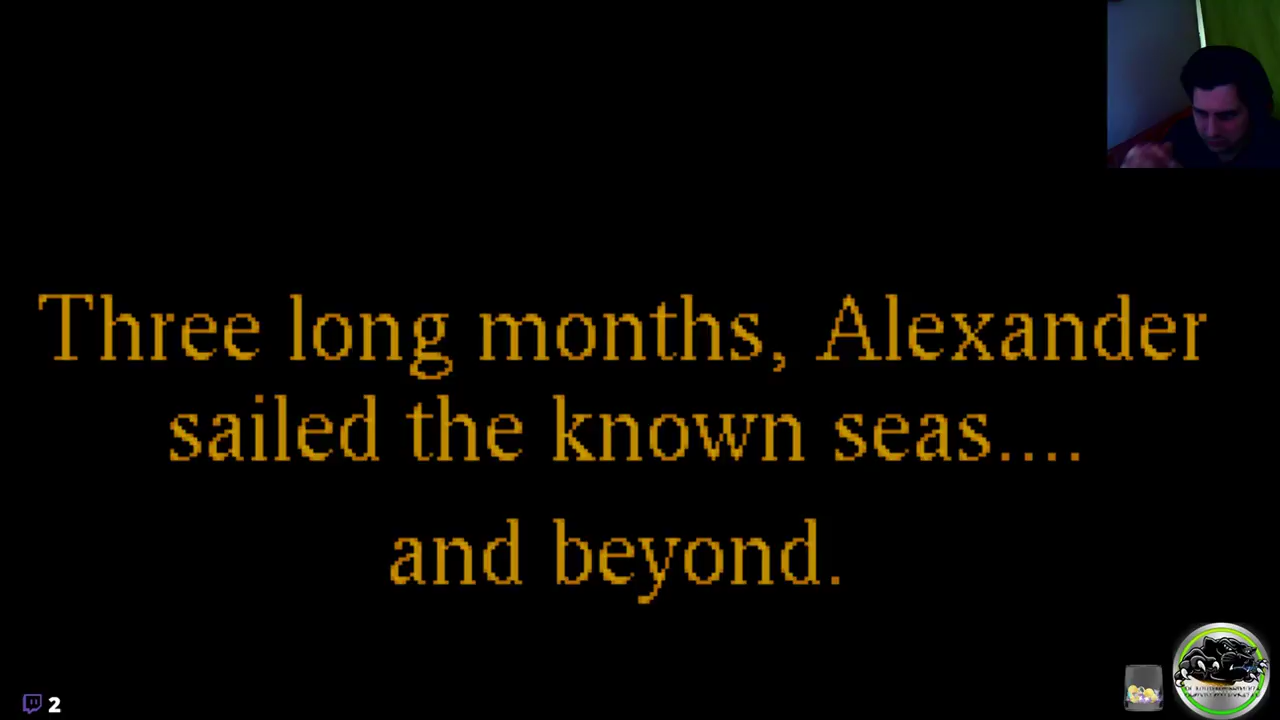 Three long months, Alexander
sailed the known seas....
and beyond.
2